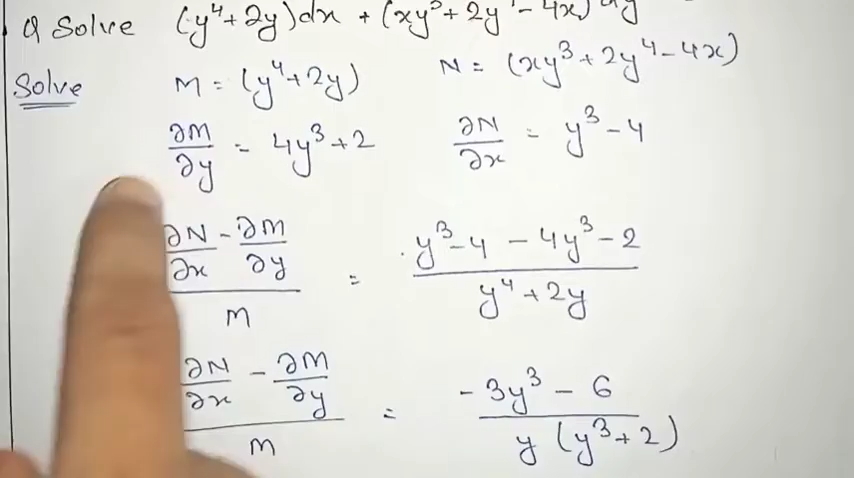 Q Solve (y⁴+2y)dx + (xy³+2y⁴-4x) dy
Solve M = (y⁴+2y) N = (xy³+2y⁴-4x)
∂M/∂y = 4y³+2 ∂N/∂x = y³-4
(∂N/∂x - ∂M/∂y)/M = (y³-4-4y³-2)/(y⁴+2y)
(∂N/∂x - ∂M/∂y)/M = (-3y³-6)/(y(y³+2))